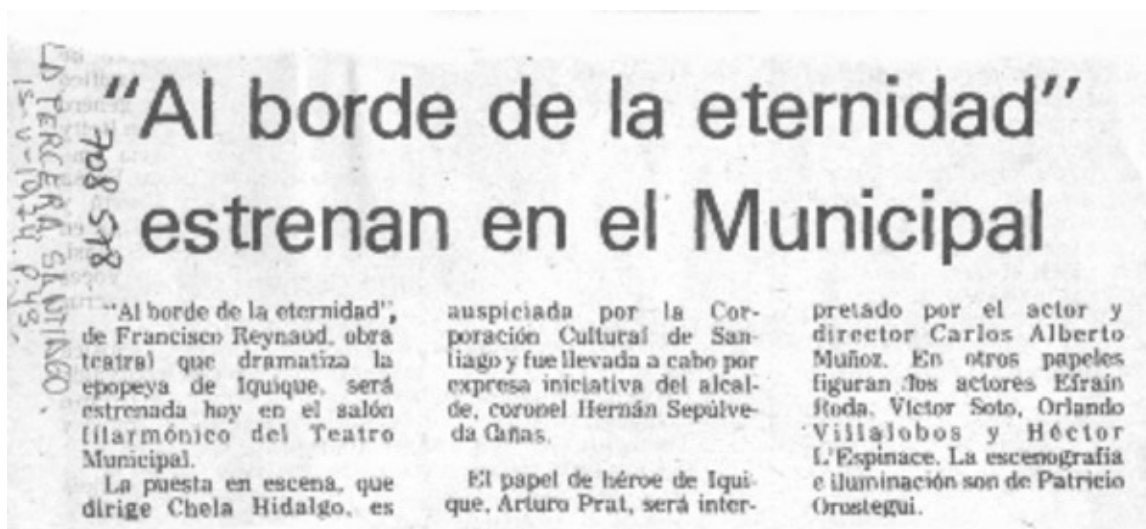 "Al borde de la eternidad"
estrenan en el Municipal
LA TERCERA SANTIAGO.
708 578
"Al borde de la eternidad",
de Francisco Reynaud, obra
teatral que dramatiza la
epopeya de Iquique, será
estrenada hoy en el salón
filarmónico del Teatro
Municipal.
La puesta en escena, que
dirige Chela Hidalgo, es
auspiciada por la Cor-
poración Cultural de San-
tiago y fue llevada a cabo por
expresa iniciativa del alcal-
de, coronel Hernán Sepúlve-
da Cañas.
El papel de héroe de Iqui-
que, Arturo Prat, será inter-
pretado por el actor y
director Carlos Alberto
Muñoz. En otros papeles
figuran los actores Efraín
Roda, Víctor Soto, Orlando
Villalobos y Héctor
L'Espinace. La escenografía
e iluminación son de Patricio
Orostegui.